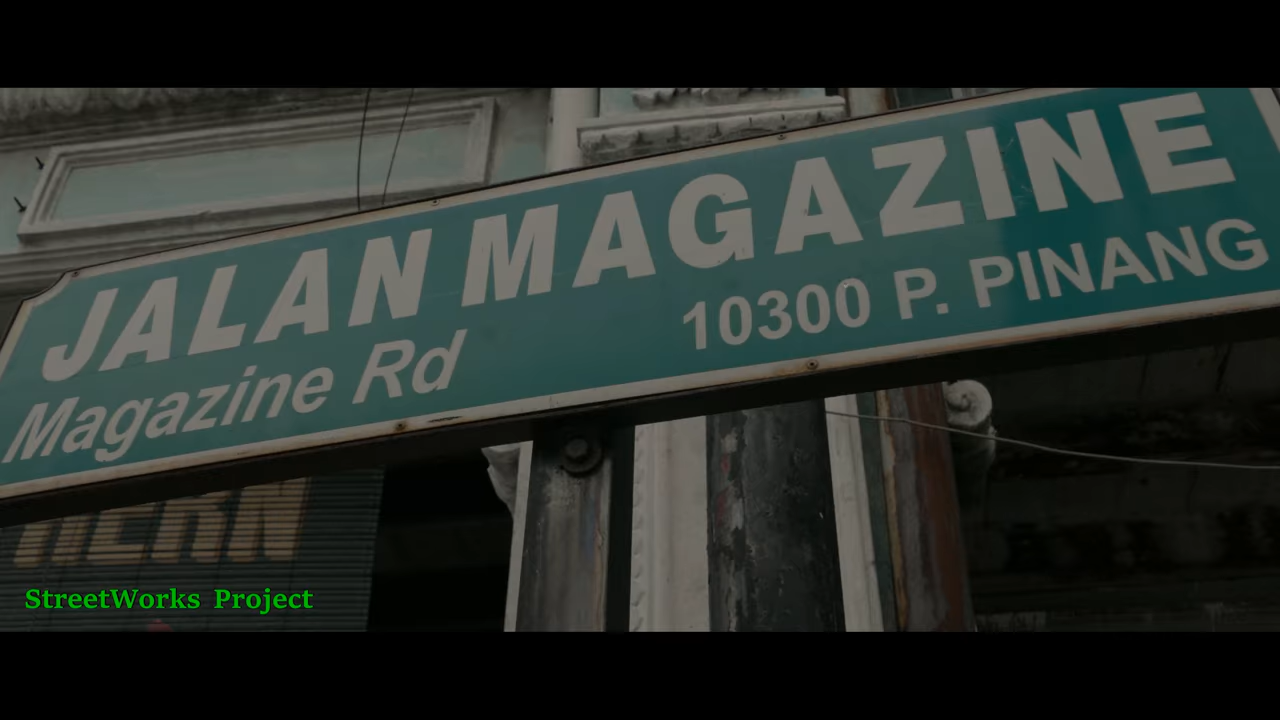 JALAN MAGAZINE
Magazine Rd
10300 P. PINANG
StreetWorks Project